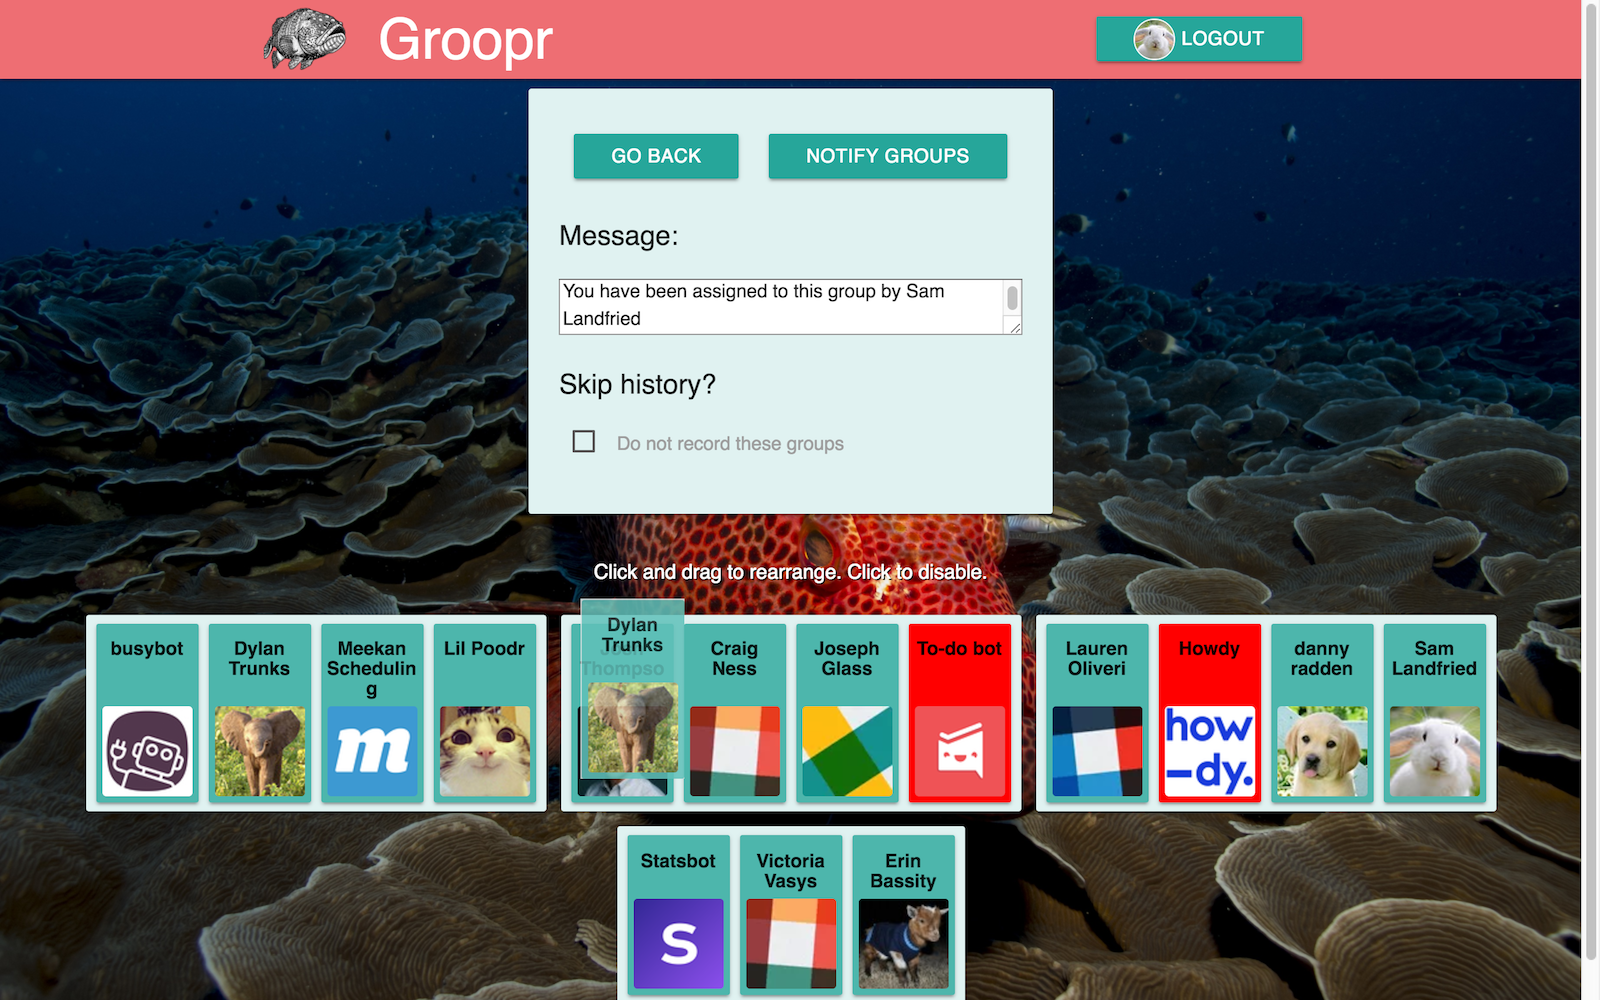 Groopr
LOGOUT
GO BACK
NOTIFY GROUPS
Message:
You have been assigned to this group by Sam
Landfried
Skip history?
Do not record these groups
Click and drag to rearrange. Click to disable.
busybot
Dylan
Trunks
Meekan
Schedulin
g
m
Lil Poodr
Dylan
Trunks
Thompso
Craig
Ness
Joseph
Glass
To-do bot
Lauren
Oliveri
Howdy
how
–dy.
danny
radden
Sam
Landfried
Statsbot
S
Victoria
Vasys
Erin
Bassity